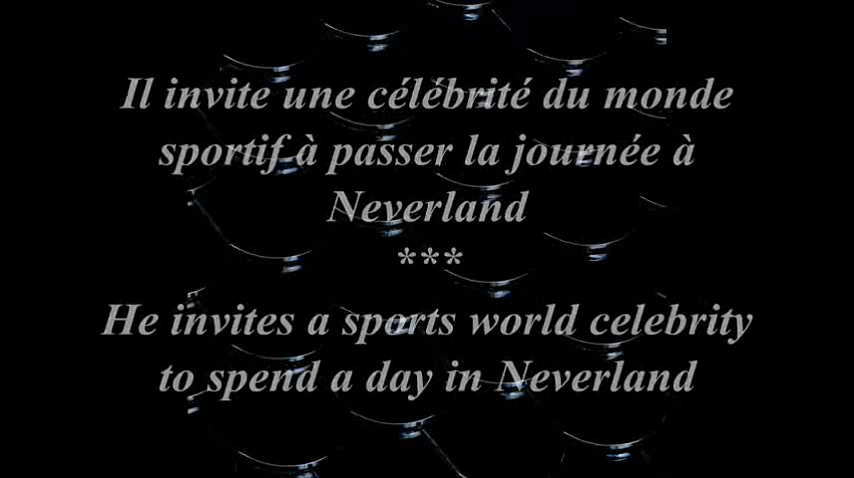 Il invite une célébrité du monde
sportif à passer la journée à
Neverland
***
He invites a sports world celebrity
to spend a day in Neverland